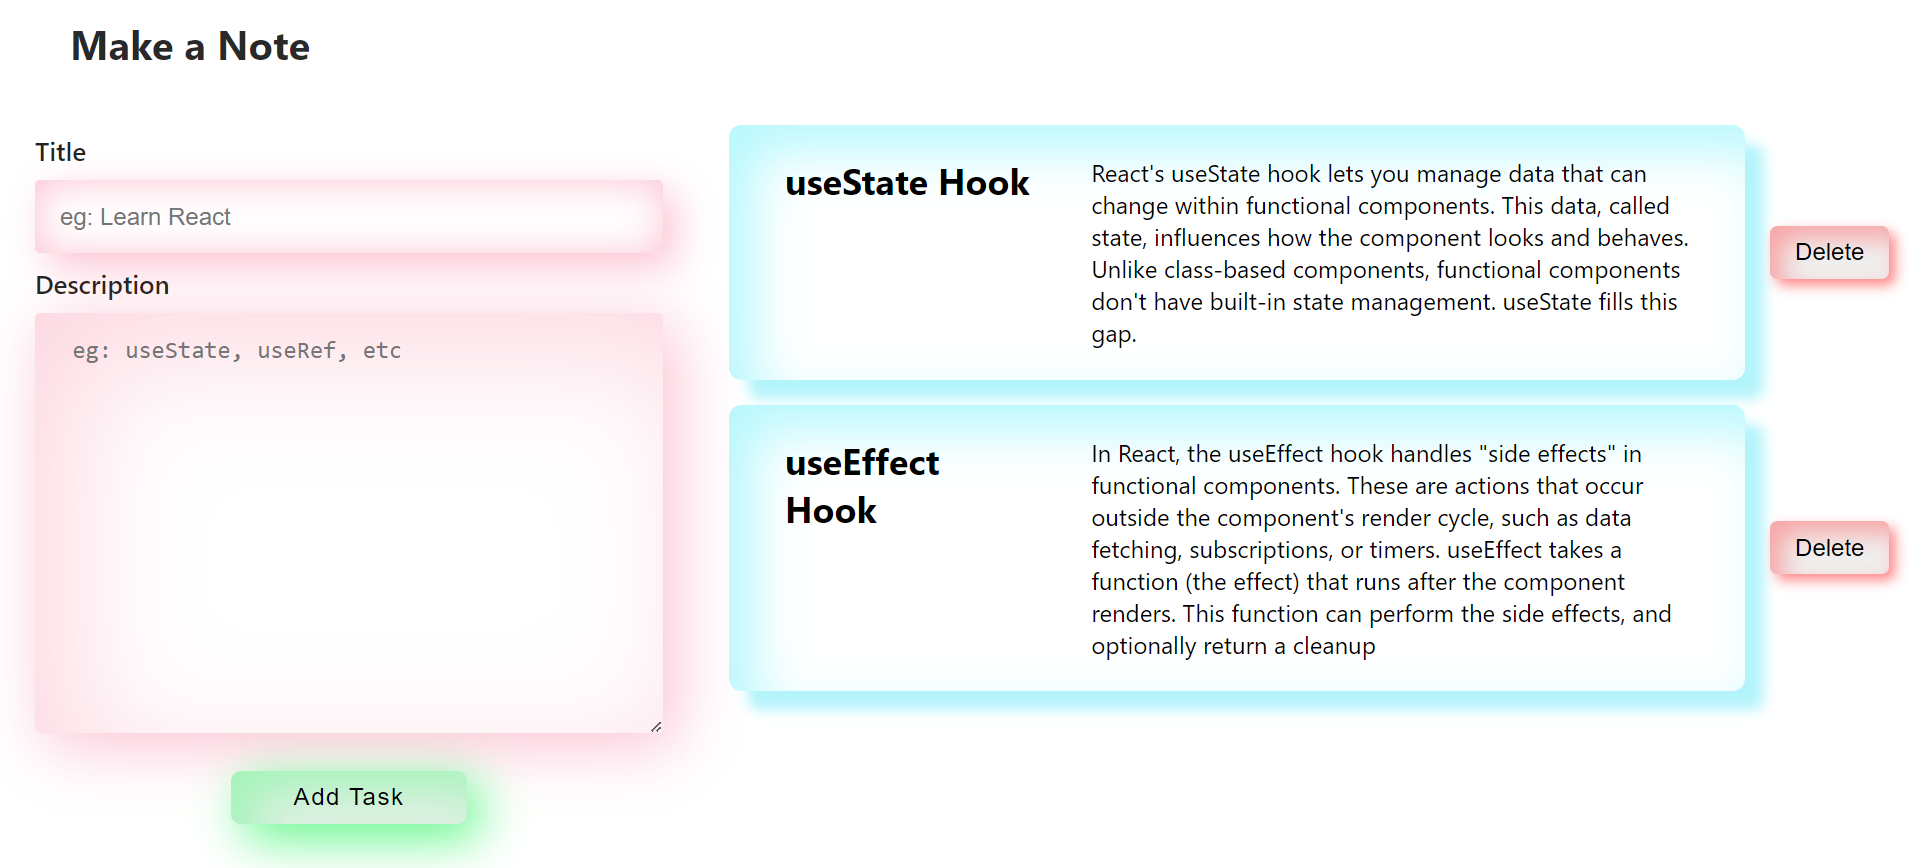 Make a Note
Title
eg: Learn React
Description
eg: useState, useRef, etc
Add Task
useState Hook
React's useState hook lets you manage data that can
change within functional components. This data, called
state, influences how the component looks and behaves.
Unlike class-based components, functional components
don't have built-in state management. useState fills this
gap.
Delete
useEffect
Hook
In React, the useEffect hook handles "side effects" in
functional components. These are actions that occur
outside the component's render cycle, such as data
fetching, subscriptions, or timers. useEffect takes a
function (the effect) that runs after the component
renders. This function can perform the side effects, and
optionally return a cleanup
Delete